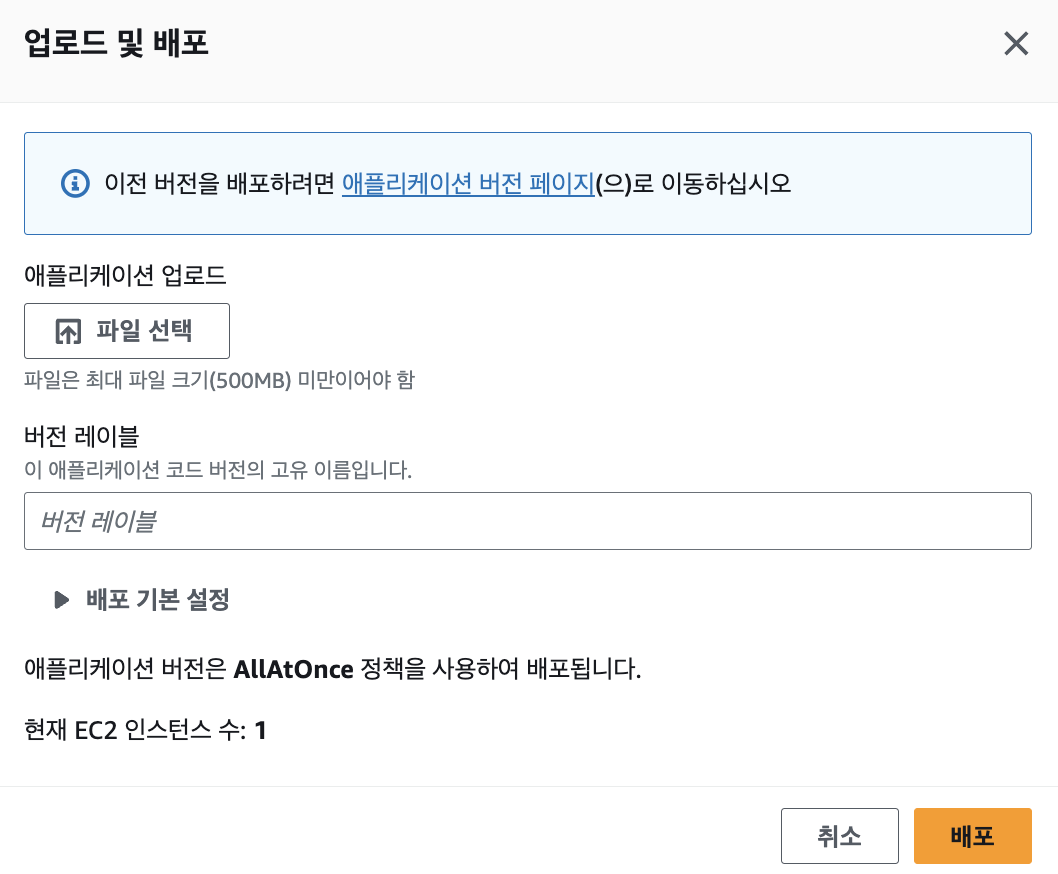 업로드 및 배포
이전 버전을 배포하려면 애플리케이션 버전 페이지(으)로 이동하십시오
애플리케이션 업로드
파일 선택
파일은 최대 파일 크기(500MB) 미만이어야 함
버전 레이블
이 애플리케이션 코드 버전의 고유 이름입니다.
버전 레이블
배포 기본 설정
애플리케이션 버전은 AllAtOnce 정책을 사용하여 배포됩니다.
현재 EC2 인스턴스 수: 1
취소
배포